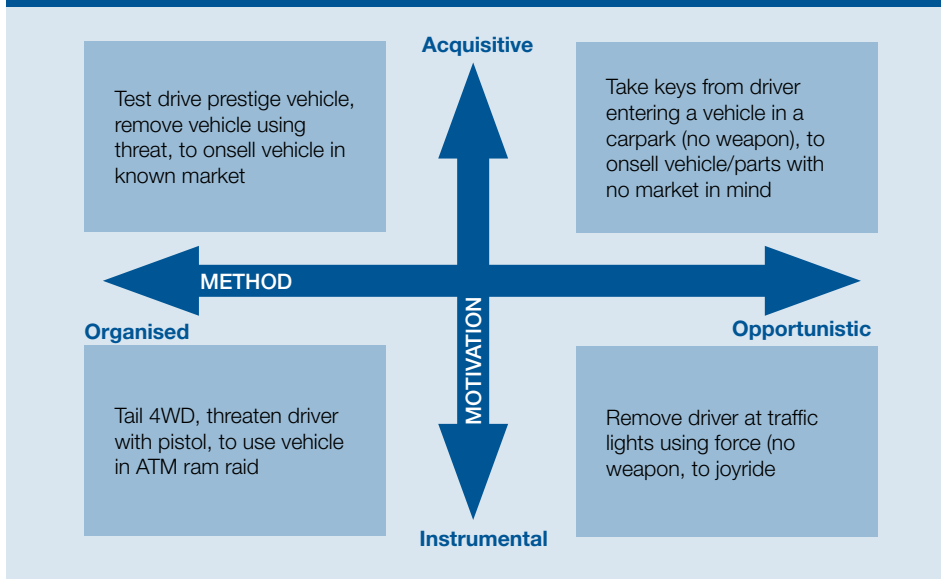 Acquisitive
Test drive prestige vehicle,
remove vehicle using
threat, to onsell vehicle in
known market
Take keys from driver
entering a vehicle in a
carpark (no weapon), to
onsell vehicle/parts with
no market in mind
METHOD
Organised
Opportunistic
MOTIVATION
Tail 4WD, threaten driver
with pistol, to use vehicle
in ATM ram raid
Remove driver at traffic
lights using force (no
weapon, to joyride
Instrumental